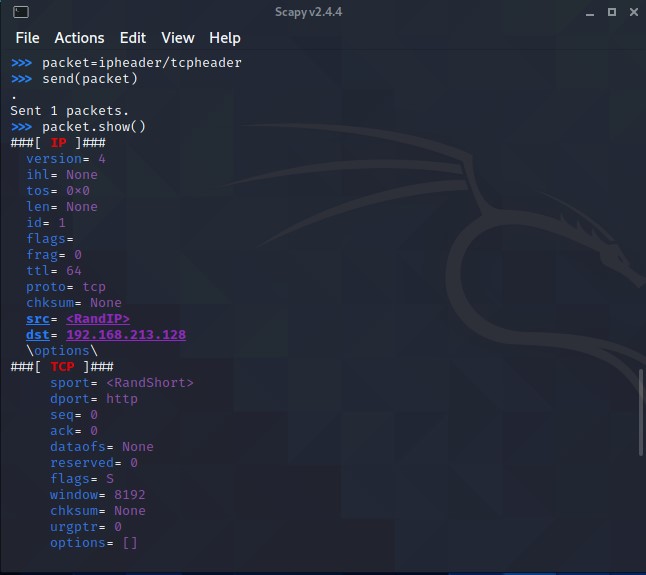 Scapy v2.4.4
File Actions Edit View Help
>>> packet=ipheader/tcpheader
>>> send(packet)
.
Sent 1 packets.
>>> packet.show()
###[ IP ]###
version= 4
ihl= None
tos= 0×0
len= None
id= 1
flags=
frag= 0
ttl= 64
proto= tcp
chksum= None
src= <RandIP>
dst= 192.168.213.128
\options\
###[ TCP ]###
sport= <RandShort>
dport= http
seq= 0
ack= 0
dataofs= None
reserved= 0
flags= S
window= 8192
chksum= None
urgptr= 0
options= []